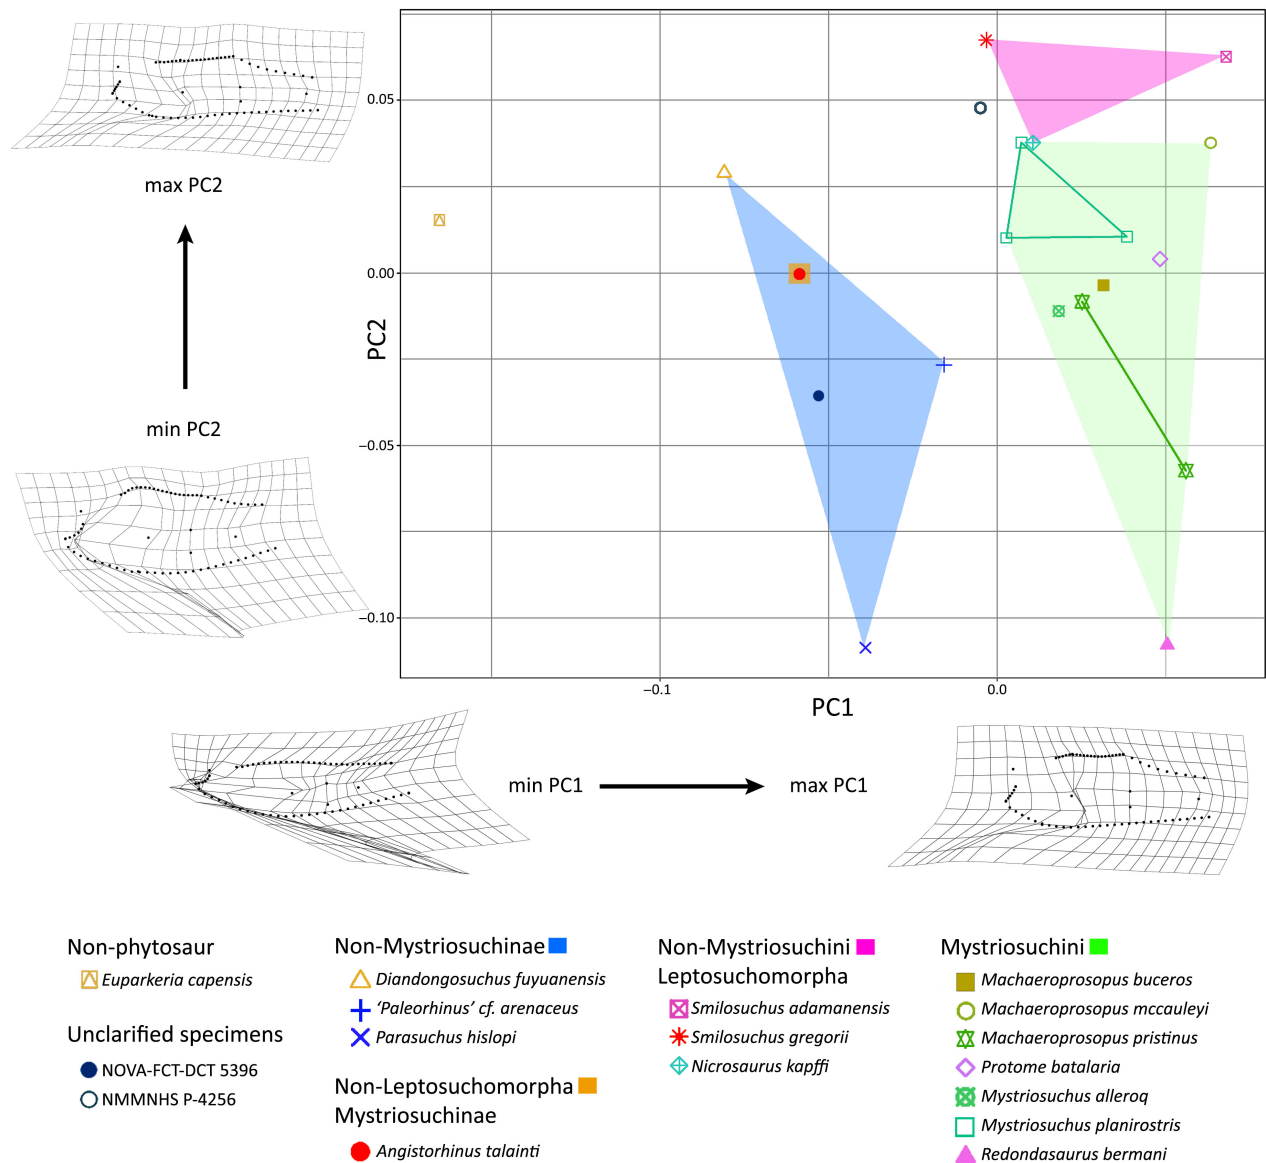 max PC2
min PC2
PC2
0.05
0.00
−0.05
−0.10
−0.1
0.0
PC1
min PC1
max PC1
Non-phytosaur
Euparkeria capensis
Unclarified specimens
NOVA-FCT-DCT 5396
NMMNHS P-4256
Non-Mystriosuchinae
Diandongosuchus fuyuanensis
‘Paleorhinus’ cf. arenaceus
Parasuchus hislopi
Non-Leptosuchomorpha
Mystriosuchinae
Angistorhinus talainti
Non-Mystriosuchini
Leptosuchomorpha
Smilosuchus adamanensis
Smilosuchus gregorii
Nicrosaurus kapffi
Mystriosuchini
Machaeroprosopus buceros
Machaeroprosopus mccauleyi
Machaeroprosopus pristinus
Protome batalaria
Mystriosuchus alleroq
Mystriosuchus planirostris
Redondasaurus bermani